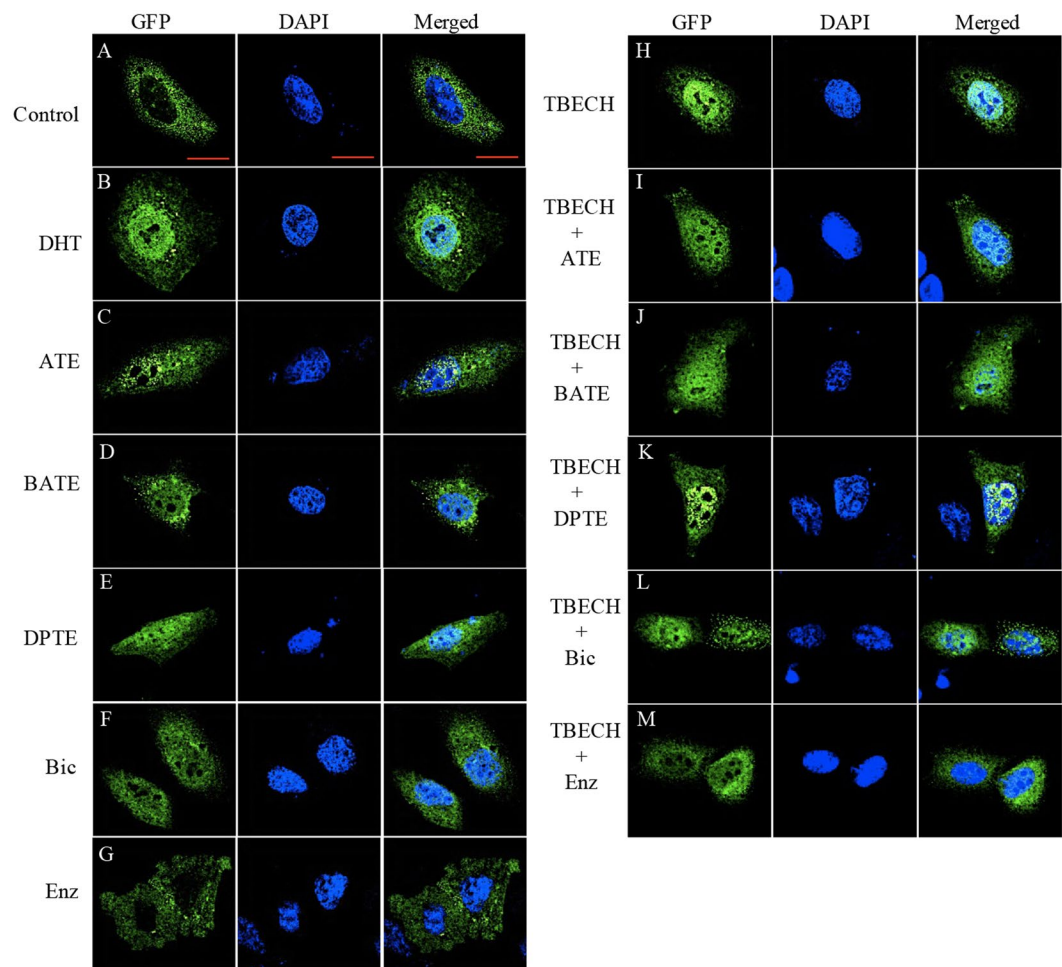 GFP DAPI Merged
A
Control
B
DHT
C
ATE
D
BATE
E
DPTE
F
Bic
G
Enz
GFP DAPI Merged
H
TBECH
I
TBECH
+
ATE
J
TBECH
+
BATE
K
TBECH
+
DPTE
L
TBECH
+
Bic
M
TBECH
+
Enz